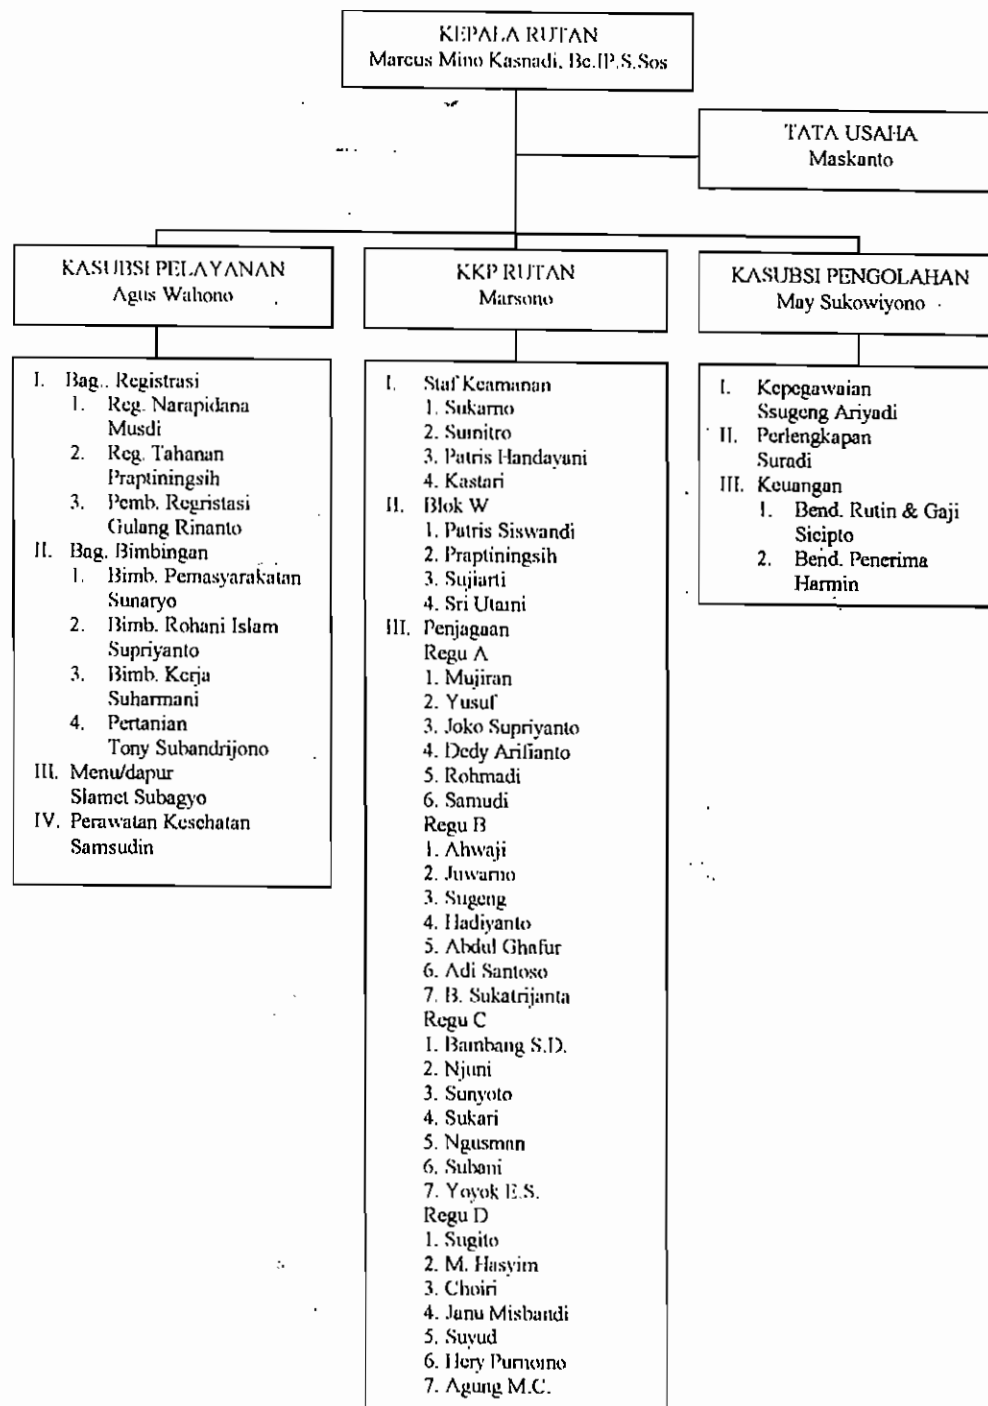 KEPALA RUTAN
Marcus Mino Kasnadi, Bc.IP.S.Sos
TATA USAHA
Maskanto
KASUBSI PELAYANAN
Agus Wahono
KKP RUTAN
Marsono
KASUBSI PENGOLAHAN
May Sukowiyono
I. Bag.. Registrasi
1. Reg. Narapidana
Musdi
2. Reg. Tahanan
Praptiningsih
3. Pemb. Regristasi
Gulang Rinanto
II. Bag. Bimbingan
1. Bimb. Pemasyarakatan
Sunaryo
2. Bimb. Rohani Islam
Supriyanto
3. Bimb. Kerja
Suharmani
4. Pertanian
Tony Subandrijono
III. Menu/dapur
Slamet Subagyo
IV. Perawatan Kesehatan
Samsudin
I. Staf Keamanan
1. Sukarno
2. Sumitro
3. Patris Handayani
4. Kastari
II. Blok W
1. Patris Siswandi
2. Praptiningsih
3. Sujiarti
4. Sri Utami
III. Penjagaan
Regu A
1. Mujiran
2. Yusuf
3. Joko Supriyanto
4. Dedy Arifianto
5. Rohmadi
6. Samudi
Regu B
1. Ahwaji
2. Juwarno
3. Sugeng
4. Hadiyanto
5. Abdul Ghafur
6. Adi Santoso
7. B. Sukatrijanta
Regu C
1. Bambang S.D.
2. Njuni
3. Sunyoto
4. Sukari
5. Ngusman
6. Subani
7. Yoyok E.S.
Regu D
1. Sugito
2. M. Hasyim
3. Choiri
4. Janu Misbandi
5. Suyud
6. Hery Purnomo
7. Agung M.C.
I. Kepegawaian
Ssugeng Ariyadi
II. Perlengkapan
Suradi
III. Keuangan
1. Bend. Rutin & Gaji
Sicipto
2. Bend. Penerima
Harmin